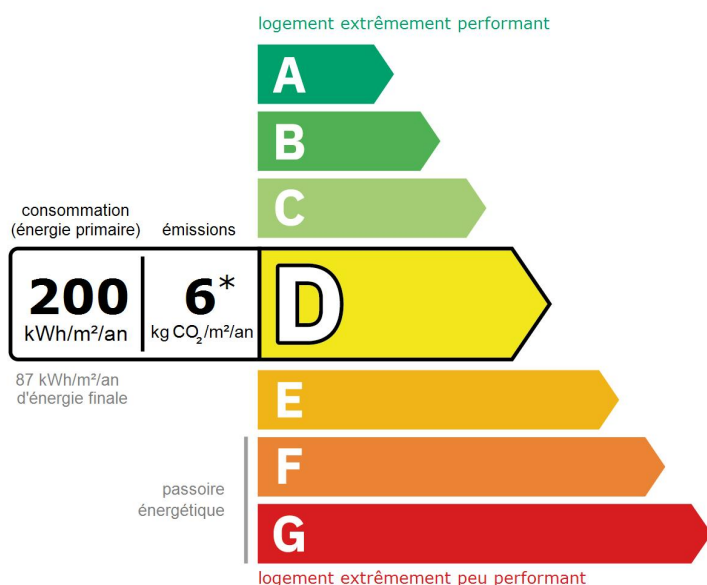 logement extrêmement performant
A
B
C
consommation
(énergie primaire)
émissions
200
kWh/m²/an
6*
kg CO₂/m²/an
D
87 kWh/m²/an
d'énergie finale
E
F
passoire
énergétique
G
logement extrêmement peu performant